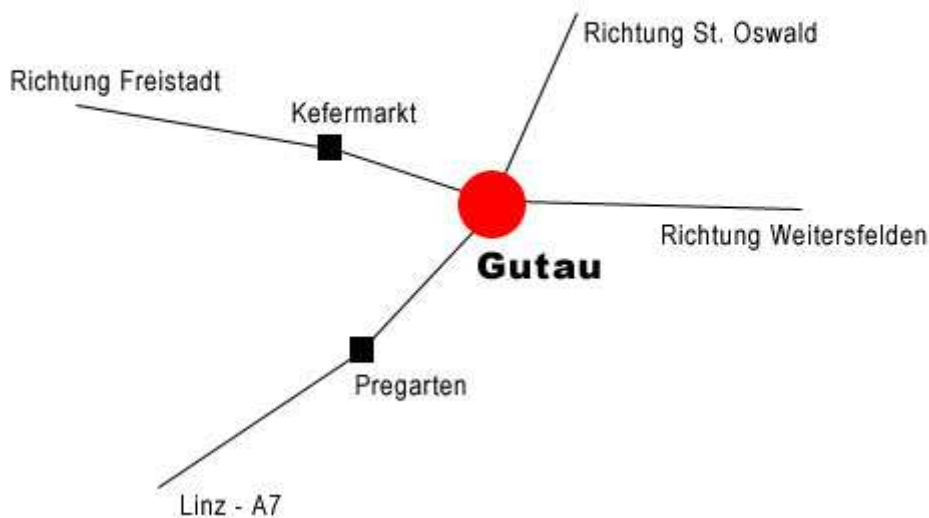 Richtung St. Oswald
Richtung Freistadt
Kefermarkt
Richtung Weitersfelden
Gutau
Pregarten
Linz - A7